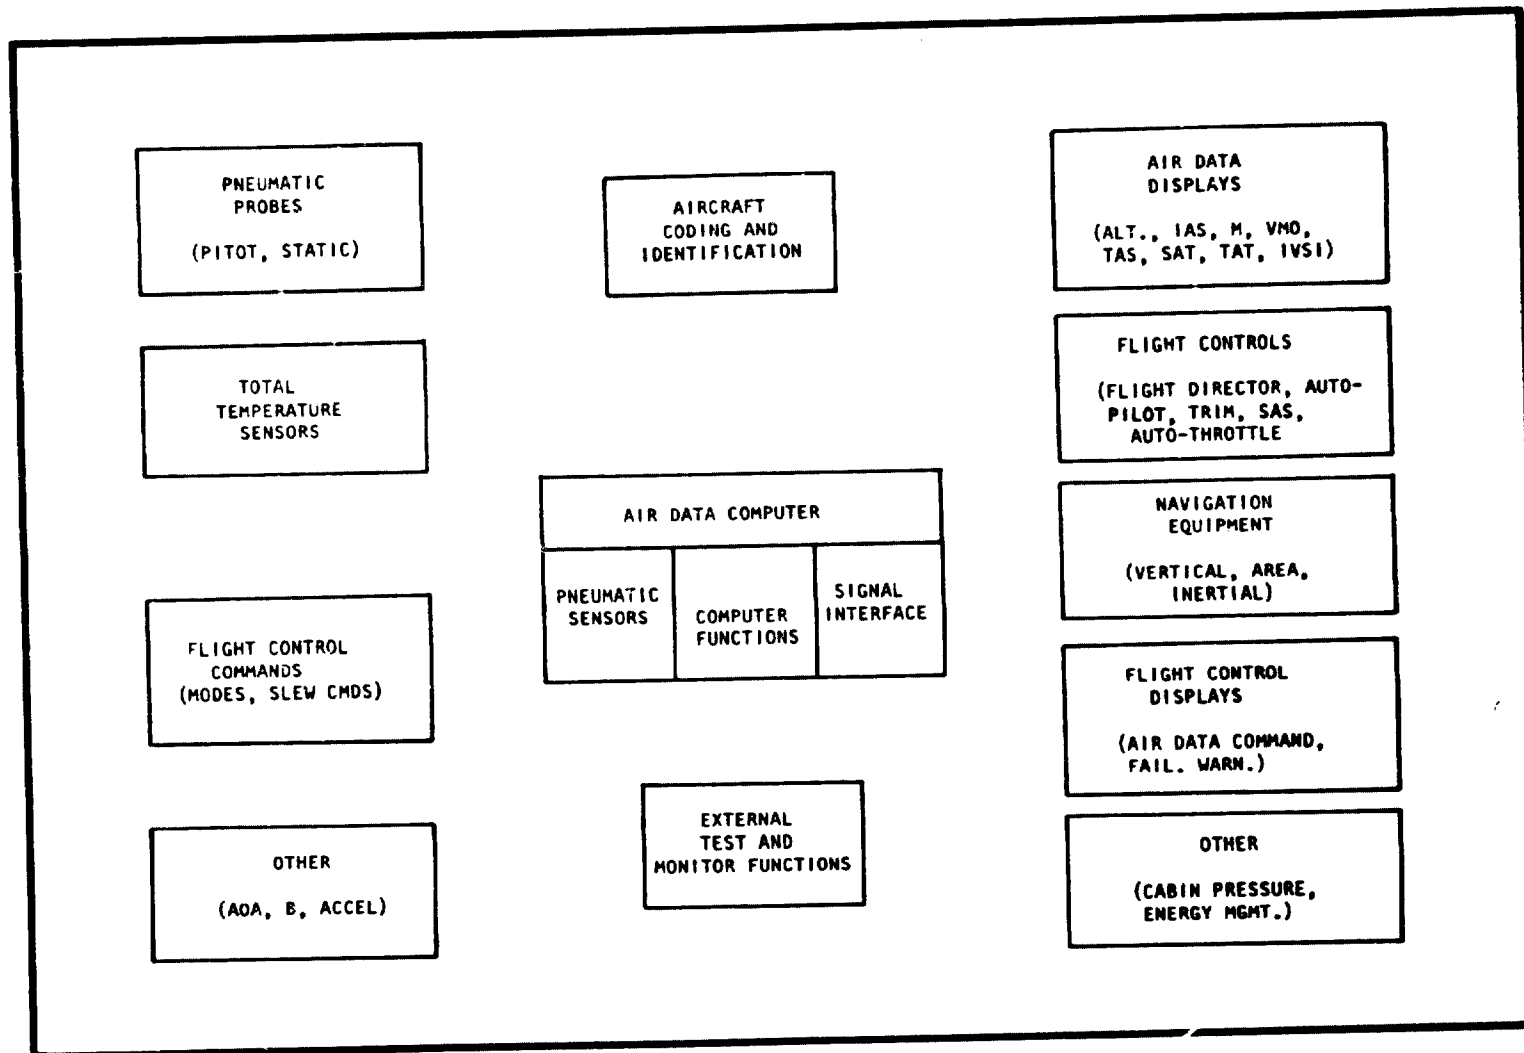 PNEUMATIC
PROBES
(PITOT, STATIC)
TOTAL
TEMPERATURE
SENSORS
FLIGHT CONTROL
COMMANDS
(MODES, SLEW CMDS)
OTHER
(AOA, B, ACCEL)
AIRCRAFT
CODING AND
IDENTIFICATION
AIR DATA COMPUTER
PNEUMATIC
SENSORS
COMPUTER
FUNCTIONS
SIGNAL
INTERFACE
EXTERNAL
TEST AND
MONITOR FUNCTIONS
AIR DATA
DISPLAYS
(ALT., IAS, M, VMO,
TAS, SAT, TAT, IVSI)
FLIGHT CONTROLS
(FLIGHT DIRECTOR, AUTO-
PILOT, TRIM, SAS,
AUTO-THROTTLE
NAVIGATION
EQUIPMENT
(VERTICAL, AREA,
INERTIAL)
FLIGHT CONTROL
DISPLAYS
(AIR DATA COMMAND,
FAIL. WARN.)
OTHER
(CABIN PRESSURE,
ENERGY MGMT.)